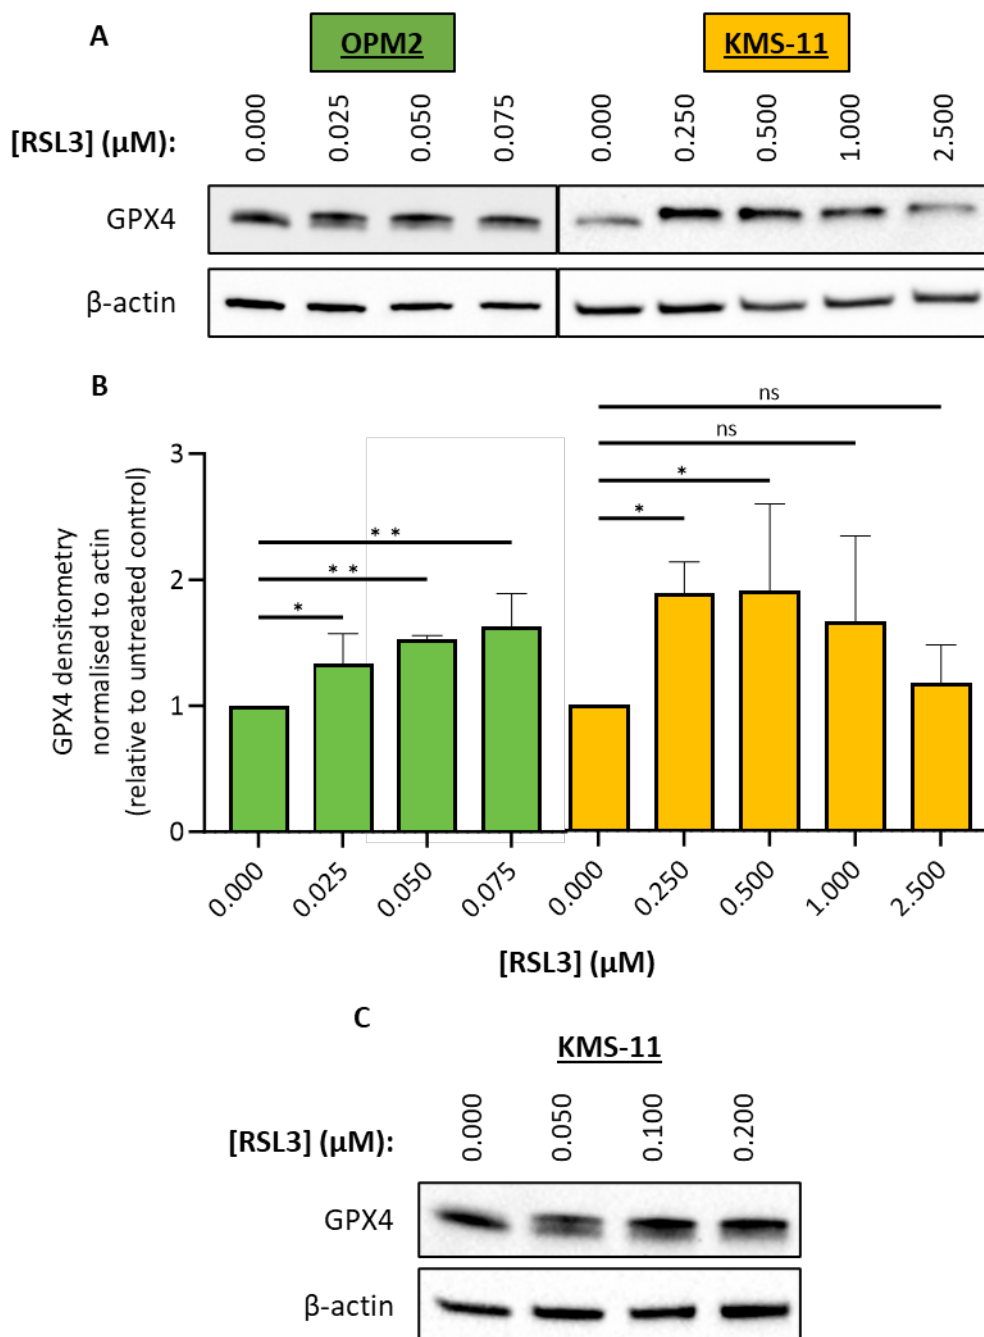 A
OPM2
KMS-11
[RSL3] (µM):
0.000
0.025
0.050
0.075
0.000
0.250
0.500
1.000
2.500
GPX4
β-actin
B
GPX4 densitometry
normalised to actin
(relative to untreated control)
3
2
1
0
*
* *
* *
*
*
ns
ns
0.000
0.025
0.050
0.075
0.000
0.250
0.500
1.000
2.500
[RSL3] (µM)
C
KMS-11
[RSL3] (µM):
0.000
0.050
0.100
0.200
GPX4
β-actin